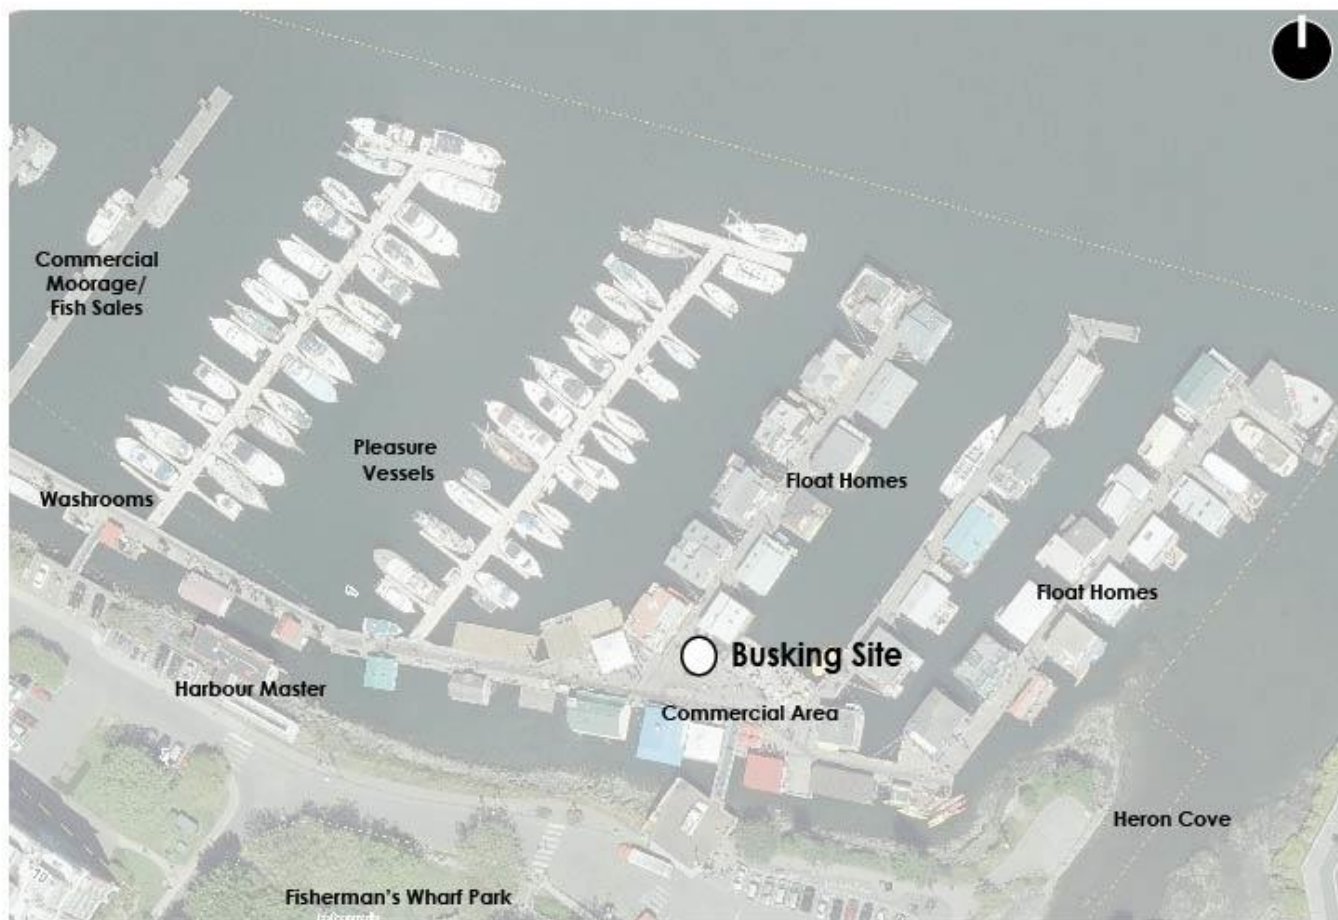 Commercial
Moorage/
Fish Sales
Pleasure
Vessels
Float Homes
Washrooms
Float Homes
Busking Site
Harbour Master
Commercial Area
Heron Cove
Fisherman's Wharf Park